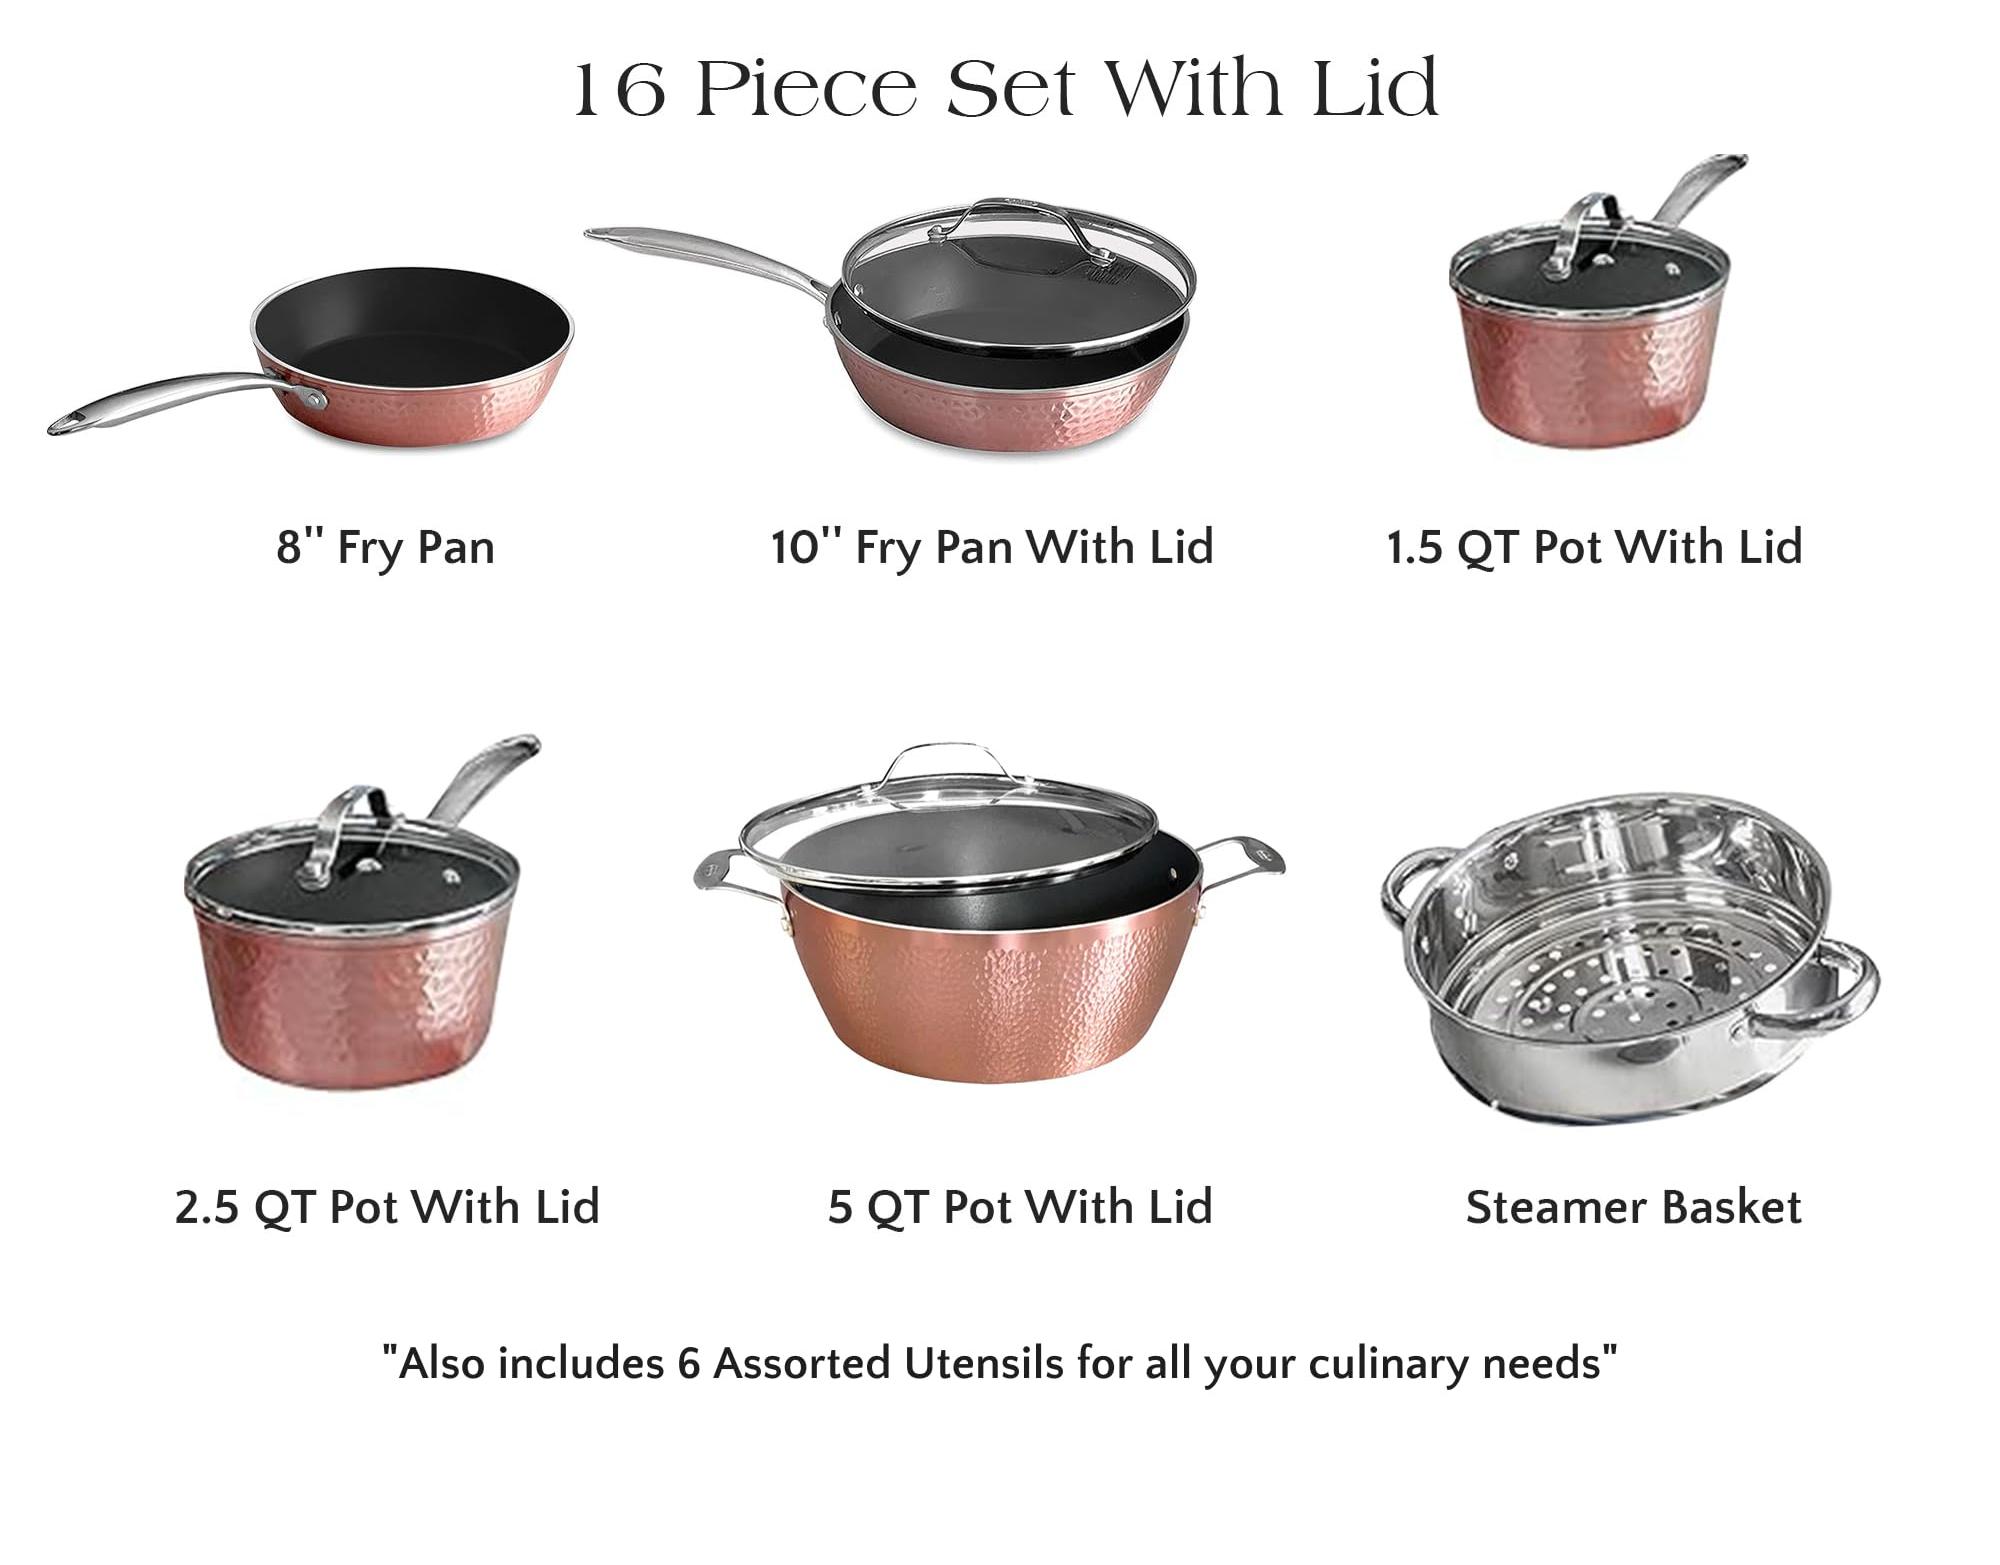 16 Piece Set With Lid
8'' Fry Pan
10'' Fry Pan With Lid
1.5 QT Pot With Lid
2.5 QT Pot With Lid
5 QT Pot With Lid
Steamer Basket
"Also includes 6 Assorted Utensils for all your culinary needs"